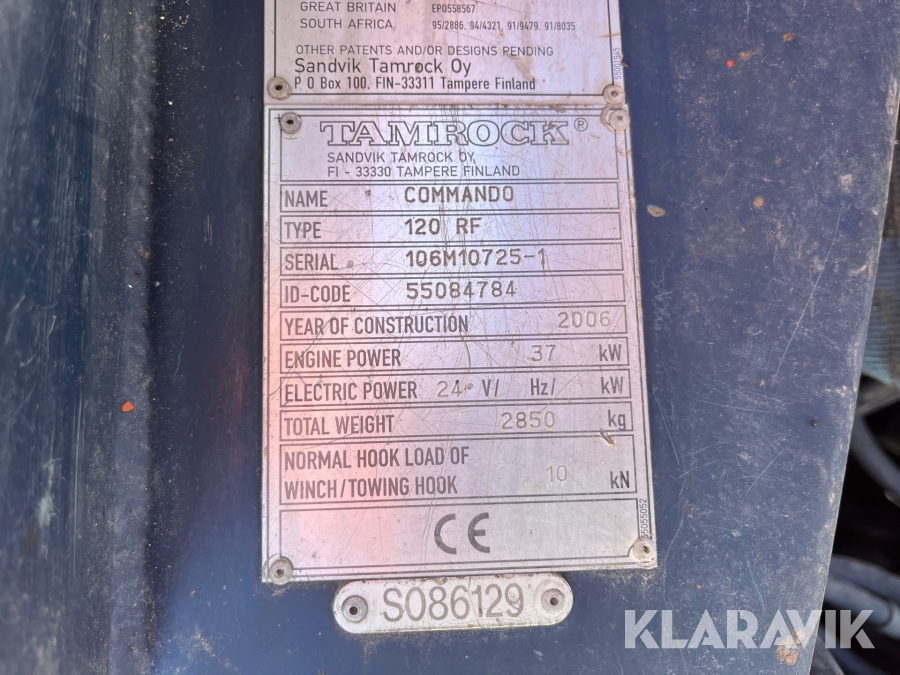 GREAT BRITAIN EP0558567
SOUTH AFRICA 95/2886, 94/4321, 91/9479, 91/8035
OTHER PATENTS AND/OR DESIGNS PENDING
Sandvik Tamrock Oy
P O Box 100, FIN-33311 Tampere Finland
TAMROCK®
SANDVIK TAMROCK OY,
FI - 33330 TAMPERE FINLAND
NAME COMMANDO
TYPE 120 RF
SERIAL 106M10725-1
ID-CODE 55084784
YEAR OF CONSTRUCTION 2006
ENGINE POWER 37 kW
ELECTRIC POWER 24 V/ Hz/ kW
TOTAL WEIGHT 2850 kg
NORMAL HOOK LOAD OF
WINCH/TOWING HOOK 10 kN
55055052
CE
S086129
KLARAVIK